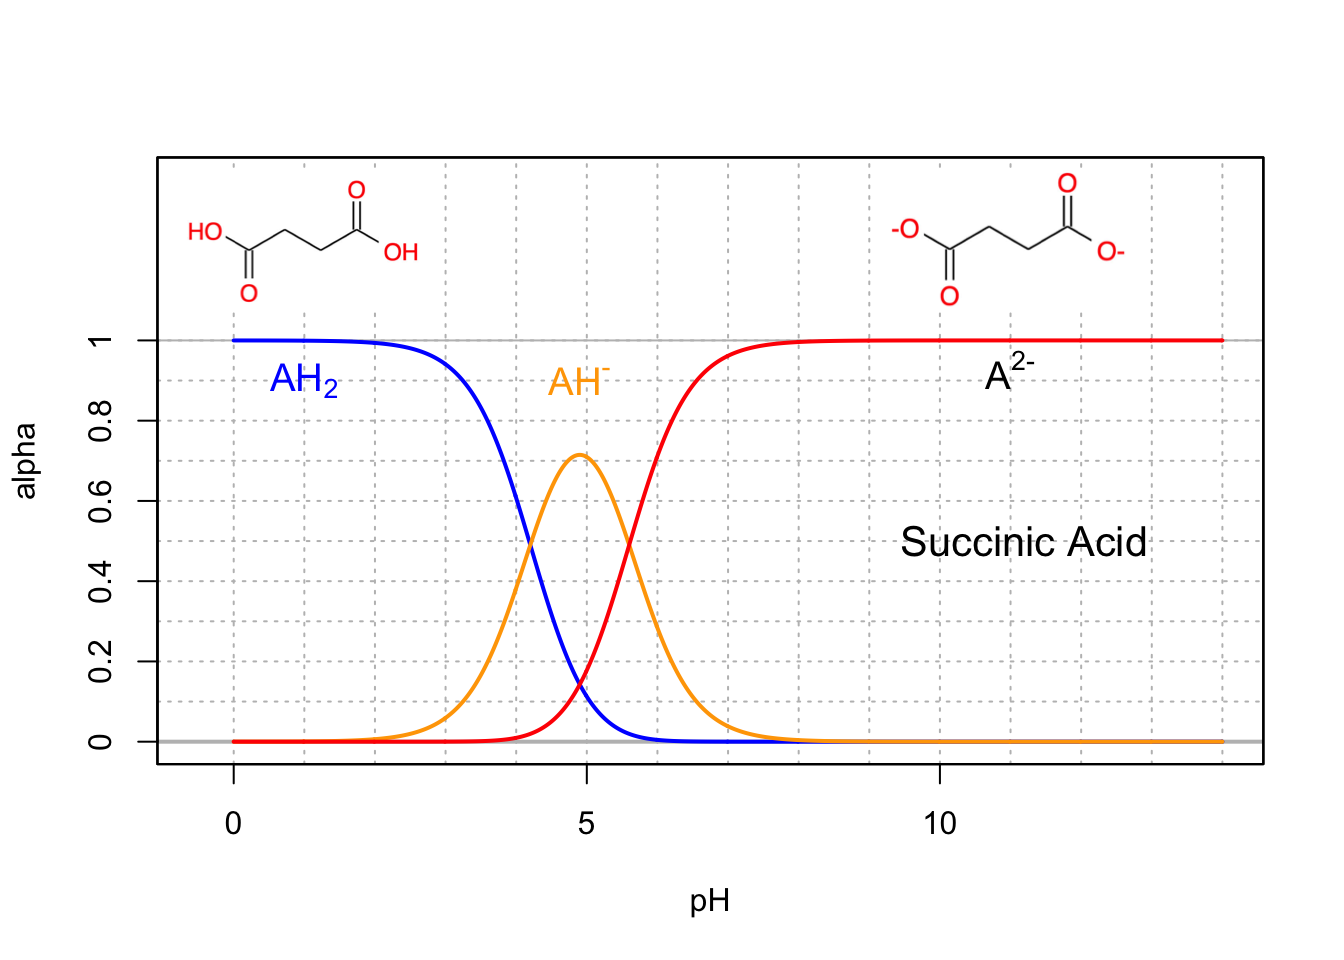 O
HO
OH
O
O
-O
O-
O
AH₂
AH⁻
A²⁻
Succinic Acid
alpha
1
0.8
0.6
0.4
0.2
0
0 5 10
pH